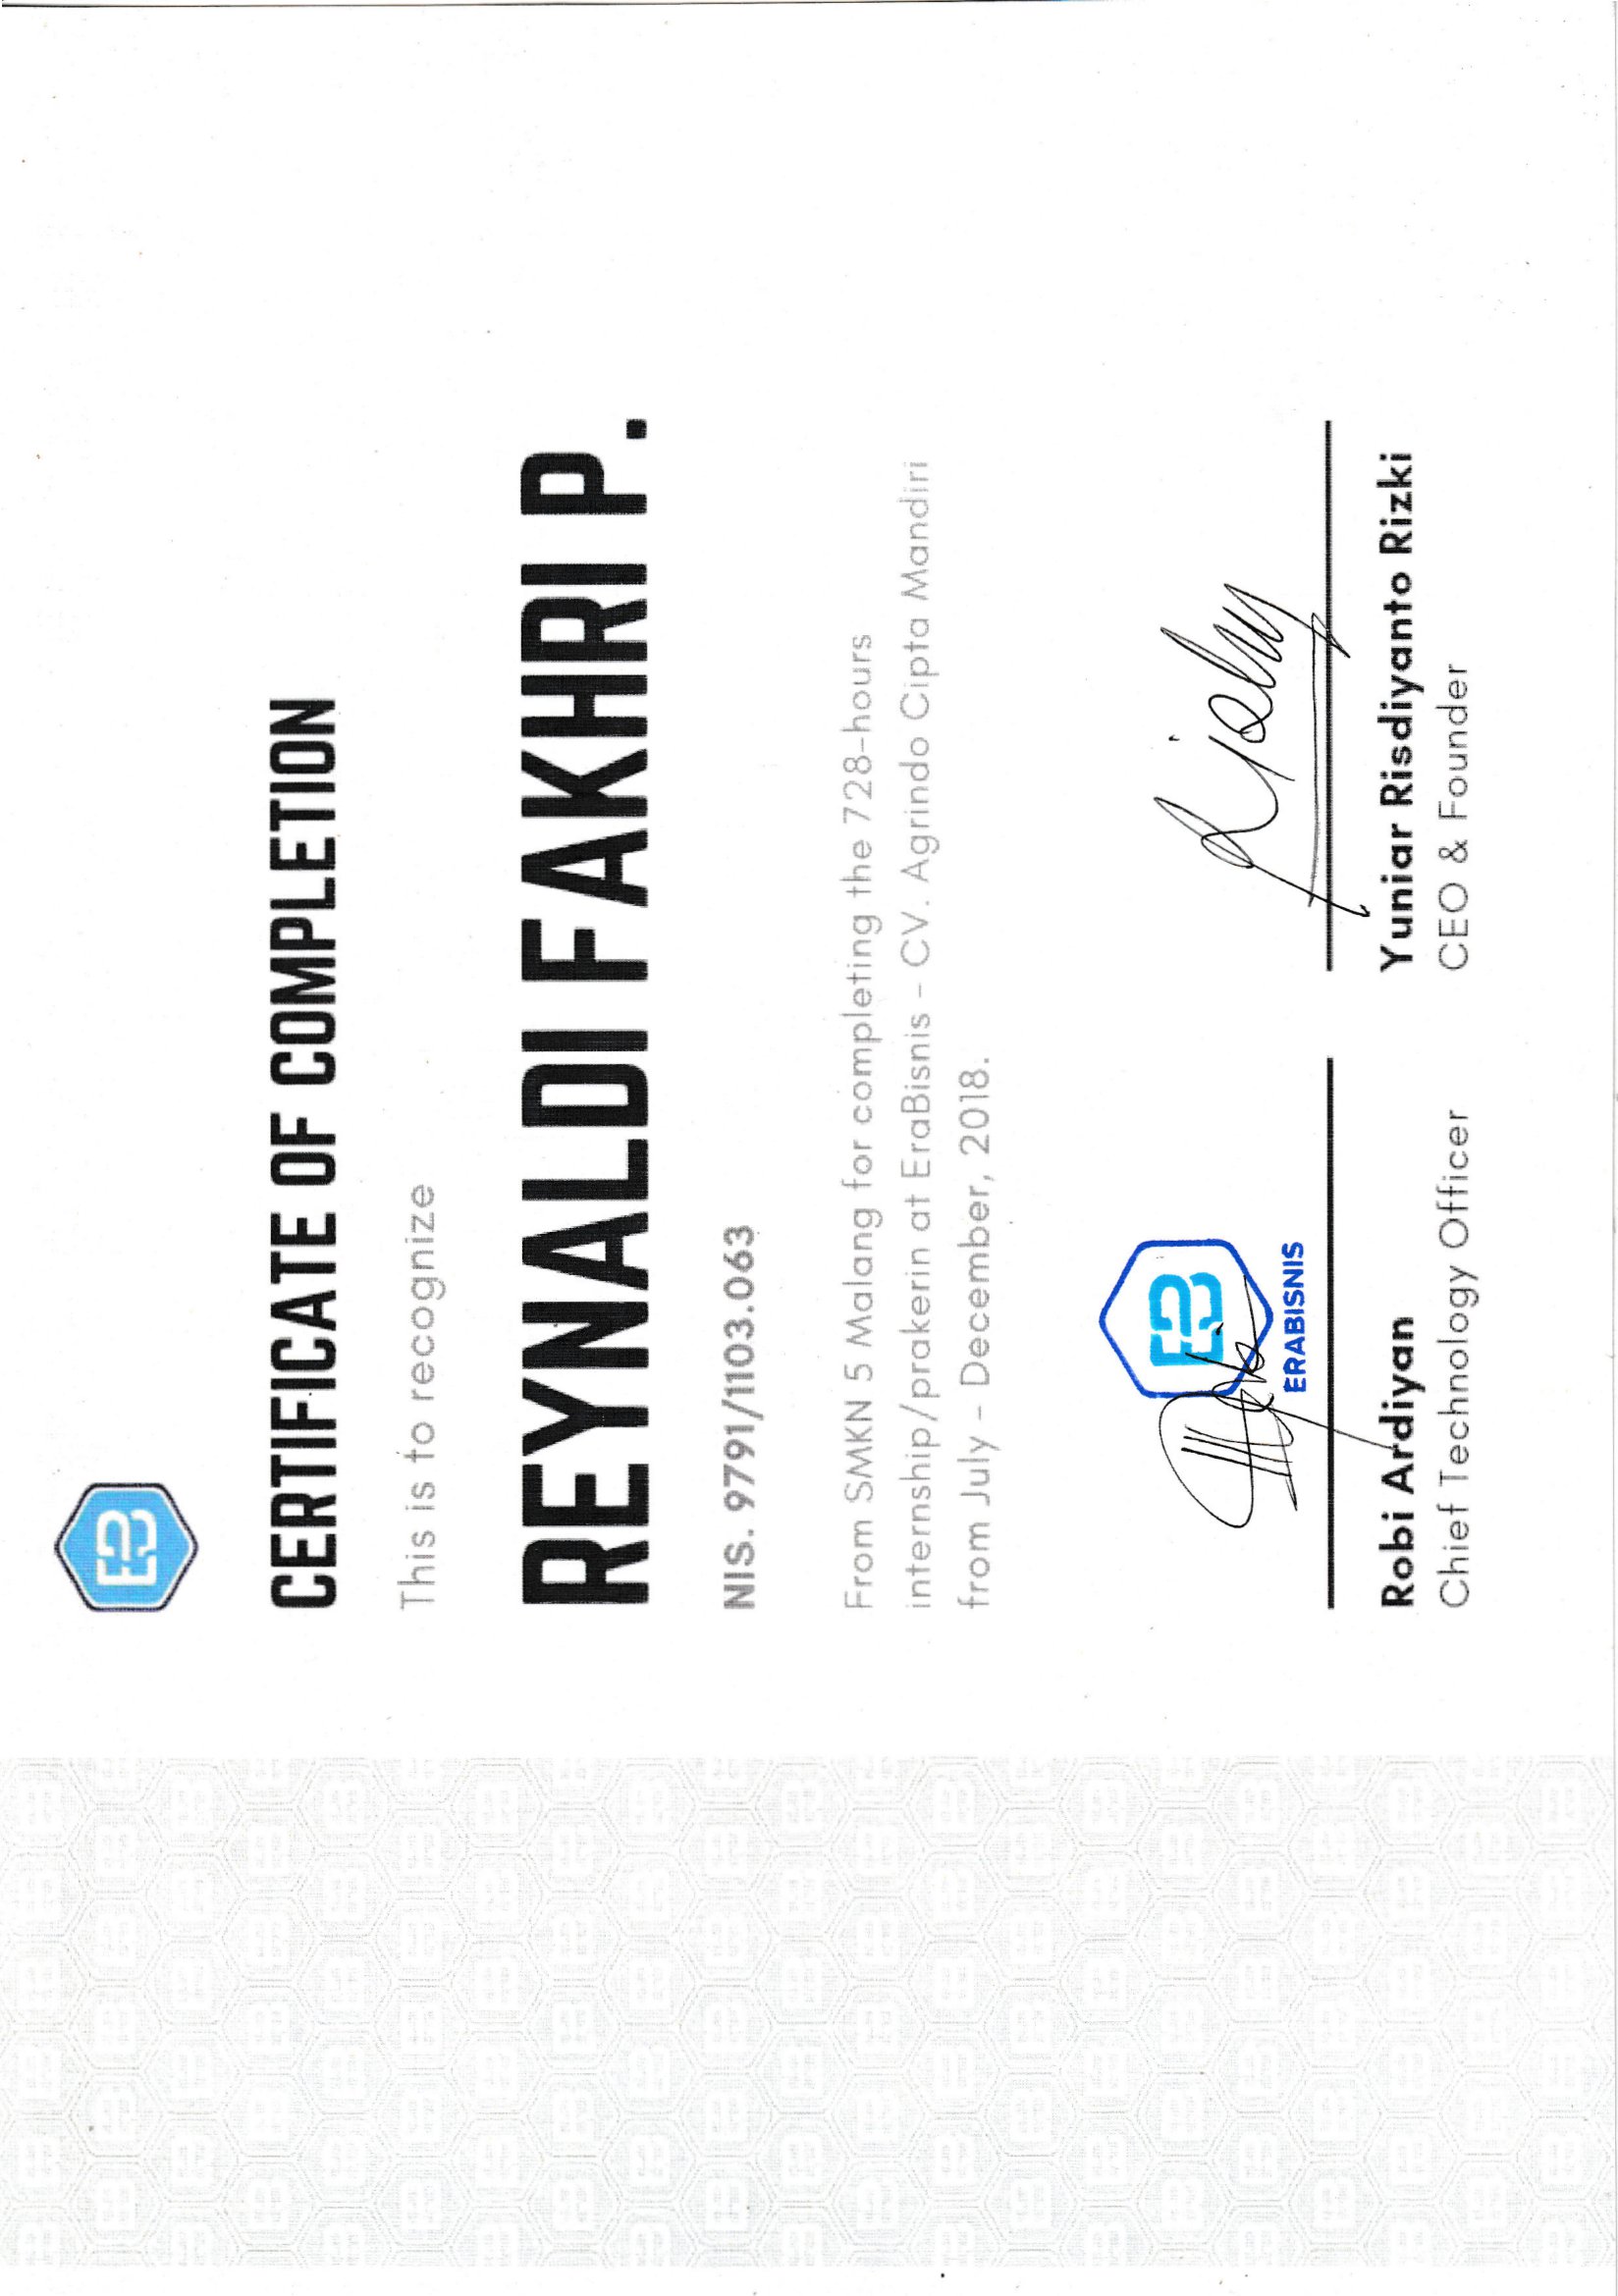 EB
CERTIFICATE OF COMPLETION
This is to recognize
REYNALDI FAKHRI P.
NIS. 9791/1103.063
From SMKN 5 Malang for completing the 728-hours
internship/prakerin at EraBisnis - CV. Agrindo Cipta Mandiri
from July - December, 2018.
EB
ERABISNIS
Robi Ardiyan
Chief Technology Officer
Yuniar Risdiyanto Rizki
CEO & Founder